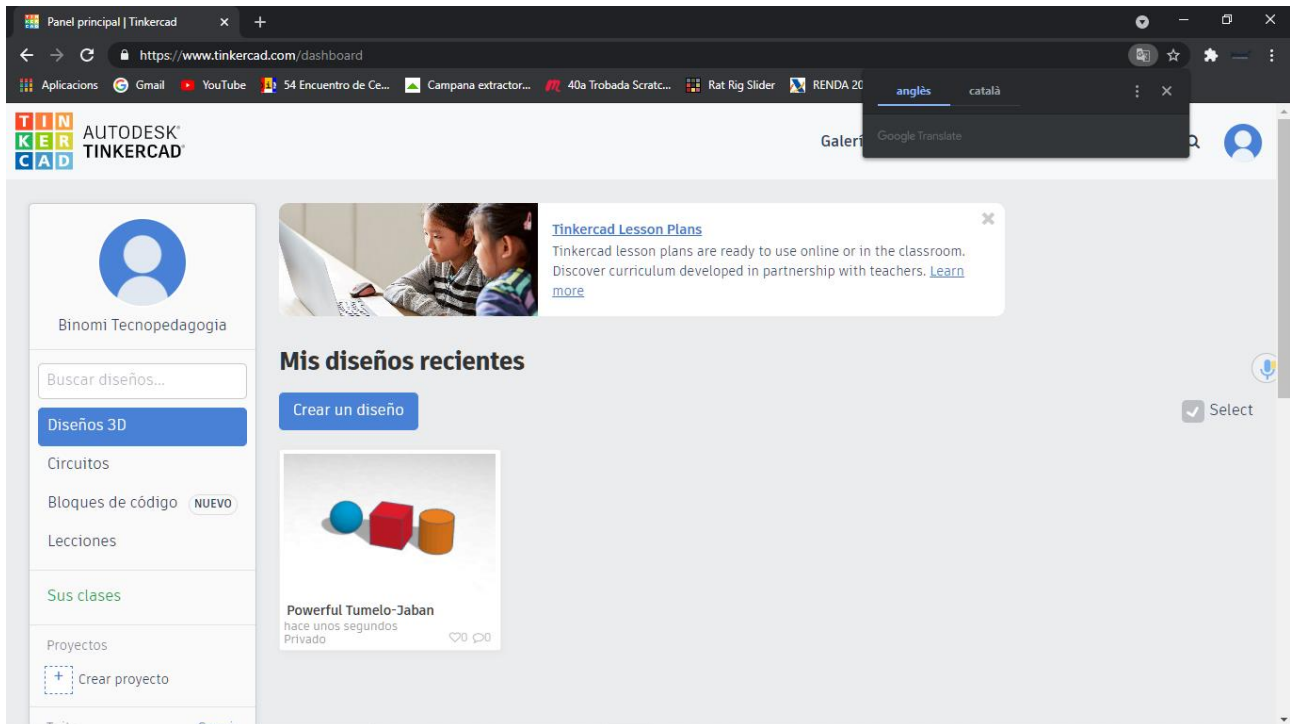 Panel principal | Tinkercad
https://www.tinkercad.com/dashboard
Aplicacions Gmail YouTube 54 Encuentro de Ce... Campana extractor... 40a Trobada Scratc... Rat Rig Slider RENDA 20
anglès català
Google Translate
TIN
KER
CAD
AUTODESK®
TINKERCAD®
Galerí
Binomi Tecnopedagogia
Buscar diseños...
Diseños 3D
Circuitos
Bloques de código NUEVO
Lecciones
Sus clases
Proyectos
+ Crear proyecto
Tinkercad Lesson Plans
Tinkercad lesson plans are ready to use online or in the classroom.
Discover curriculum developed in partnership with teachers. Learn
more
Mis diseños recientes
Crear un diseño
Select
Powerful Tumelo-Jaban
hace unos segundos
Privado 0 0